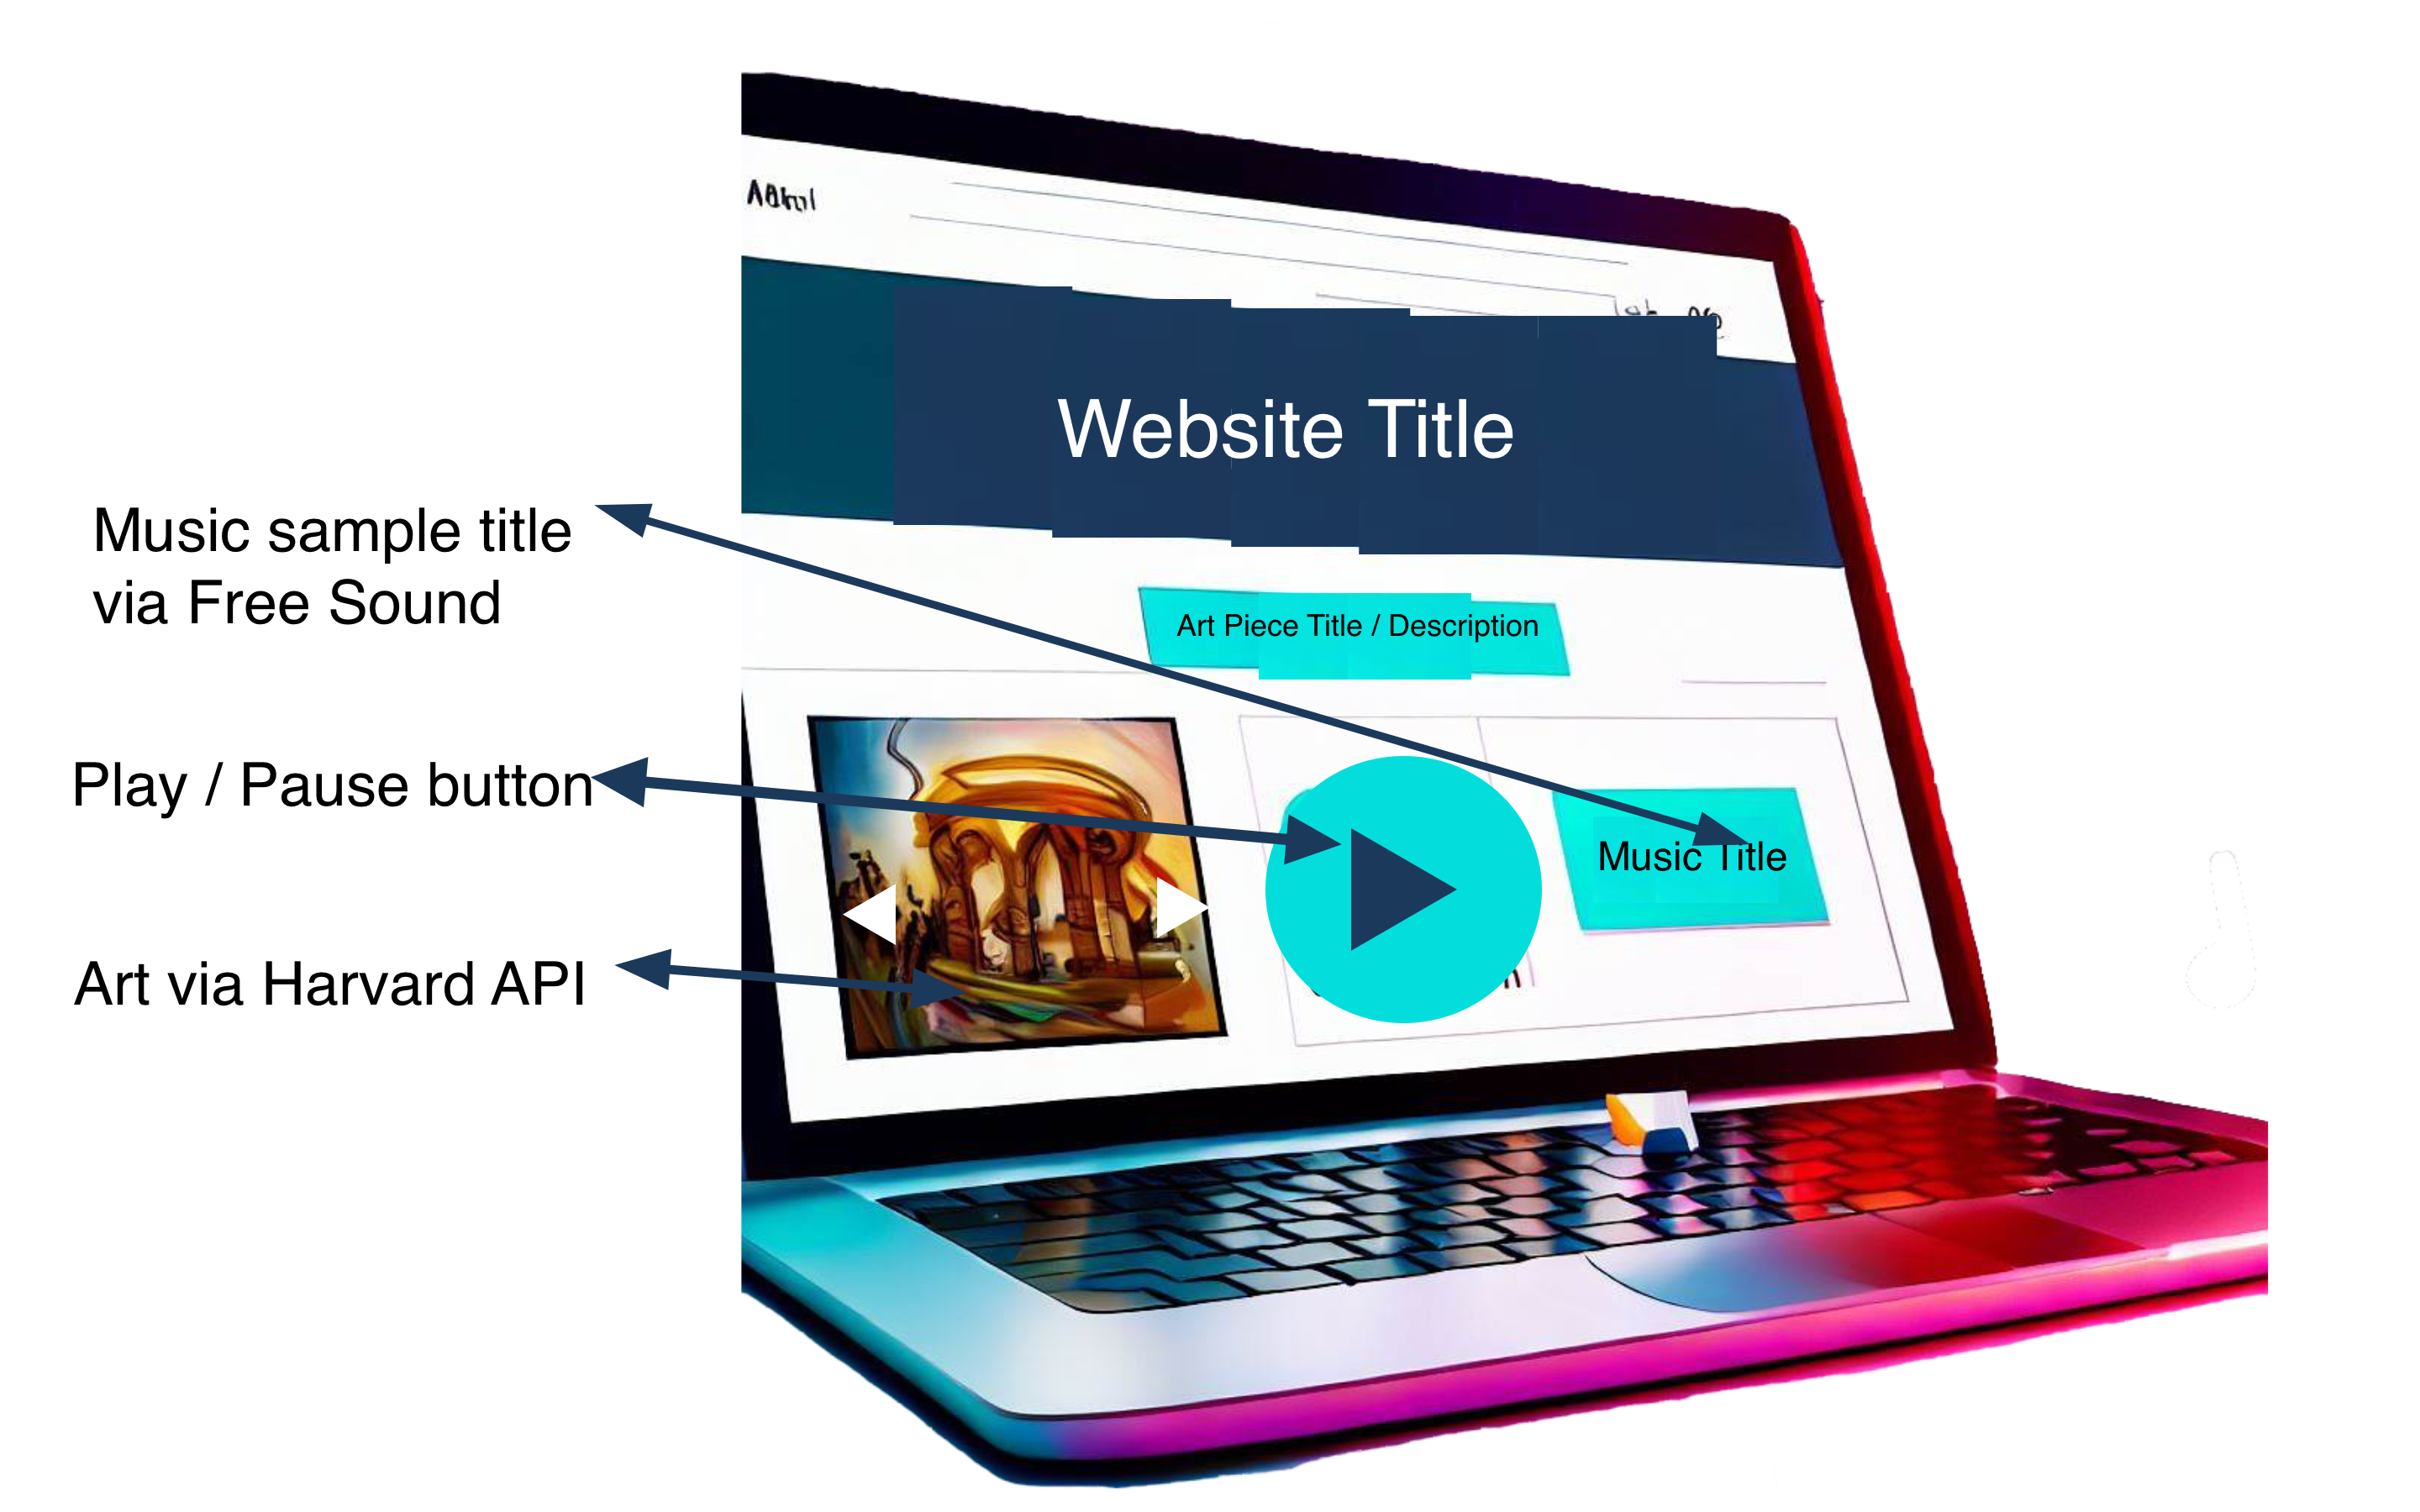 Website Title
Music sample title
via Free Sound
Art Piece Title / Description
Play / Pause button
Music Title
Art via Harvard API